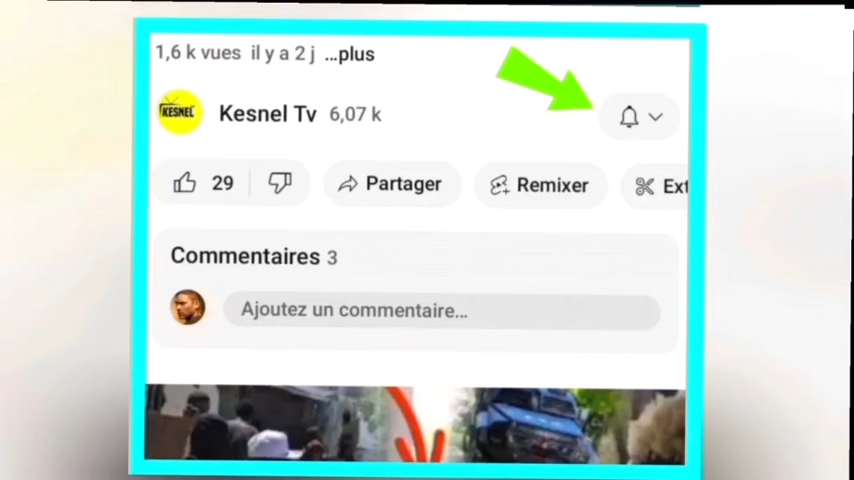 1,6 k vues il y a 2 j ...plus
KESNEL
Kesnel Tv 6,07 k
29
Partager
Remixer
Ext
Commentaires 3
Ajoutez un commentaire...